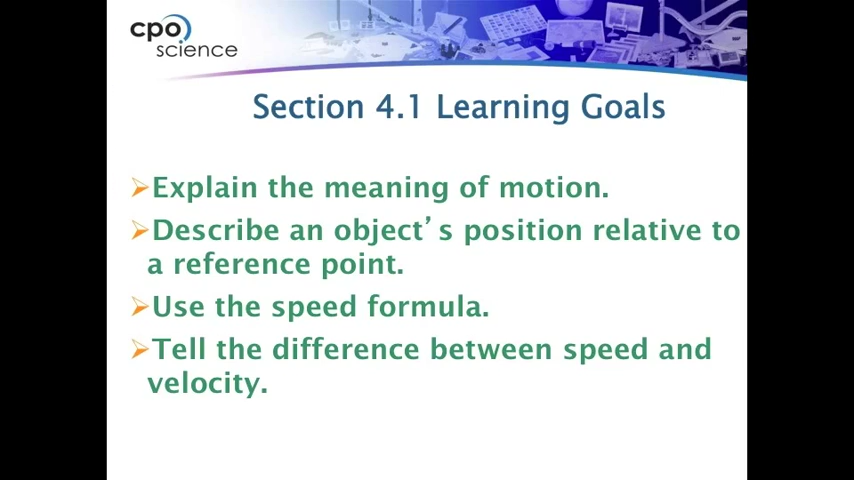 cpo
science
Section 4.1 Learning Goals
➢Explain the meaning of motion.
➢Describe an object’s position relative to
a reference point.
➢Use the speed formula.
➢Tell the difference between speed and
velocity.